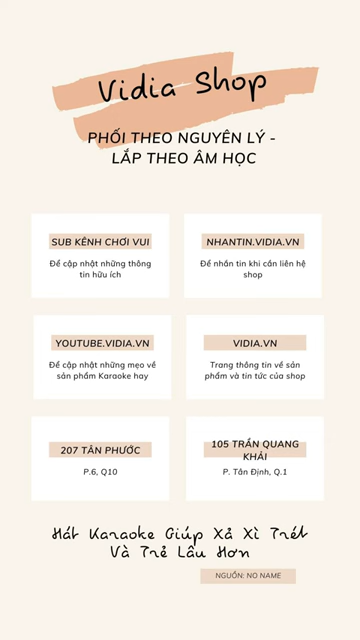 Vidia Shop
PHỐI THEO NGUYÊN LÝ -
LẮP THEO ÂM HỌC
SUB KÊNH CHƠI VUI
Để cập nhật những thông
tin hữu ích
NHANTIN.VIDIA.VN
Để nhắn tin khi cần liên hệ
shop
YOUTUBE.VIDIA.VN
Để cập nhật những mẹo về
sản phẩm Karaoke hay
VIDIA.VN
Trang thông tin về sản
phẩm và tin tức của shop
207 TÂN PHƯỚC
P.6, Q10
105 TRẦN QUANG
KHẢI
P. Tân Định, Q.1
Hát Karaoke Giúp Xả Xì Trét
Và Trẻ Lâu Hơn
NGUỒN: NO NAME